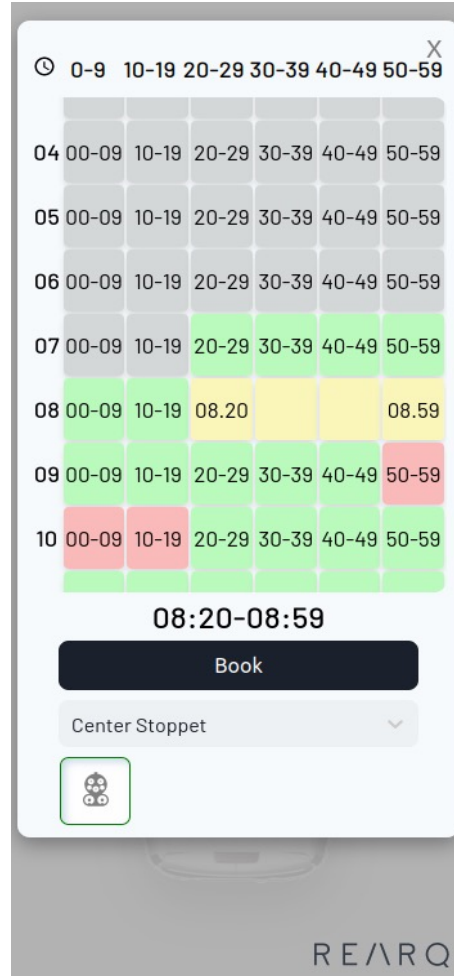 X
0-9 10-19 20-29 30-39 40-49 50-59
04 00-09 10-19 20-29 30-39 40-49 50-59
05 00-09 10-19 20-29 30-39 40-49 50-59
06 00-09 10-19 20-29 30-39 40-49 50-59
07 00-09 10-19 20-29 30-39 40-49 50-59
08 00-09 10-19 08.20 08.59
09 00-09 10-19 20-29 30-39 40-49 50-59
10 00-09 10-19 20-29 30-39 40-49 50-59
08:20-08:59
Book
Center Stoppet
REARQ